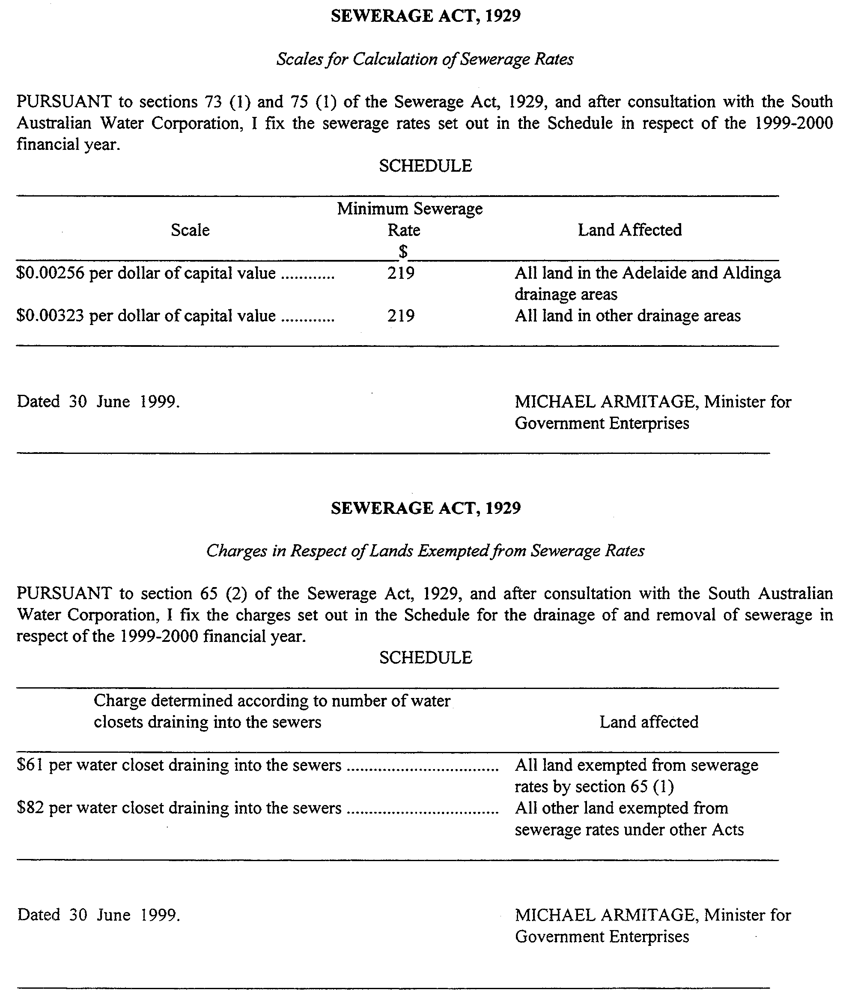 SEWERAGE ACT, 1929
Scales for Calculation of Sewerage Rates
PURSUANT to sections 73 (1) and 75 (1) of the Sewerage Act, 1929, and after consultation with the South
Australian Water Corporation, I fix the sewerage rates set out in the Schedule in respect of the 1999-2000
financial year.
SCHEDULE
Minimum Sewerage
Scale Rate Land Affected
$
$0.00256 per dollar of capital value ............ 219 All land in the Adelaide and Aldinga
drainage areas
$0.00323 per dollar of capital value ............ 219 All land in other drainage areas
Dated 30 June 1999. MICHAEL ARMITAGE, Minister for
Government Enterprises
SEWERAGE ACT, 1929
Charges in Respect of Lands Exempted from Sewerage Rates
PURSUANT to section 65 (2) of the Sewerage Act, 1929, and after consultation with the South Australian
Water Corporation, I fix the charges set out in the Schedule for the drainage of and removal of sewerage in
respect of the 1999-2000 financial year.
SCHEDULE
Charge determined according to number of water
closets draining into the sewers Land affected
$61 per water closet draining into the sewers .................................. All land exempted from sewerage
rates by section 65 (1)
$82 per water closet draining into the sewers .................................. All other land exempted from
sewerage rates under other Acts
Dated 30 June 1999. MICHAEL ARMITAGE, Minister for
Government Enterprises